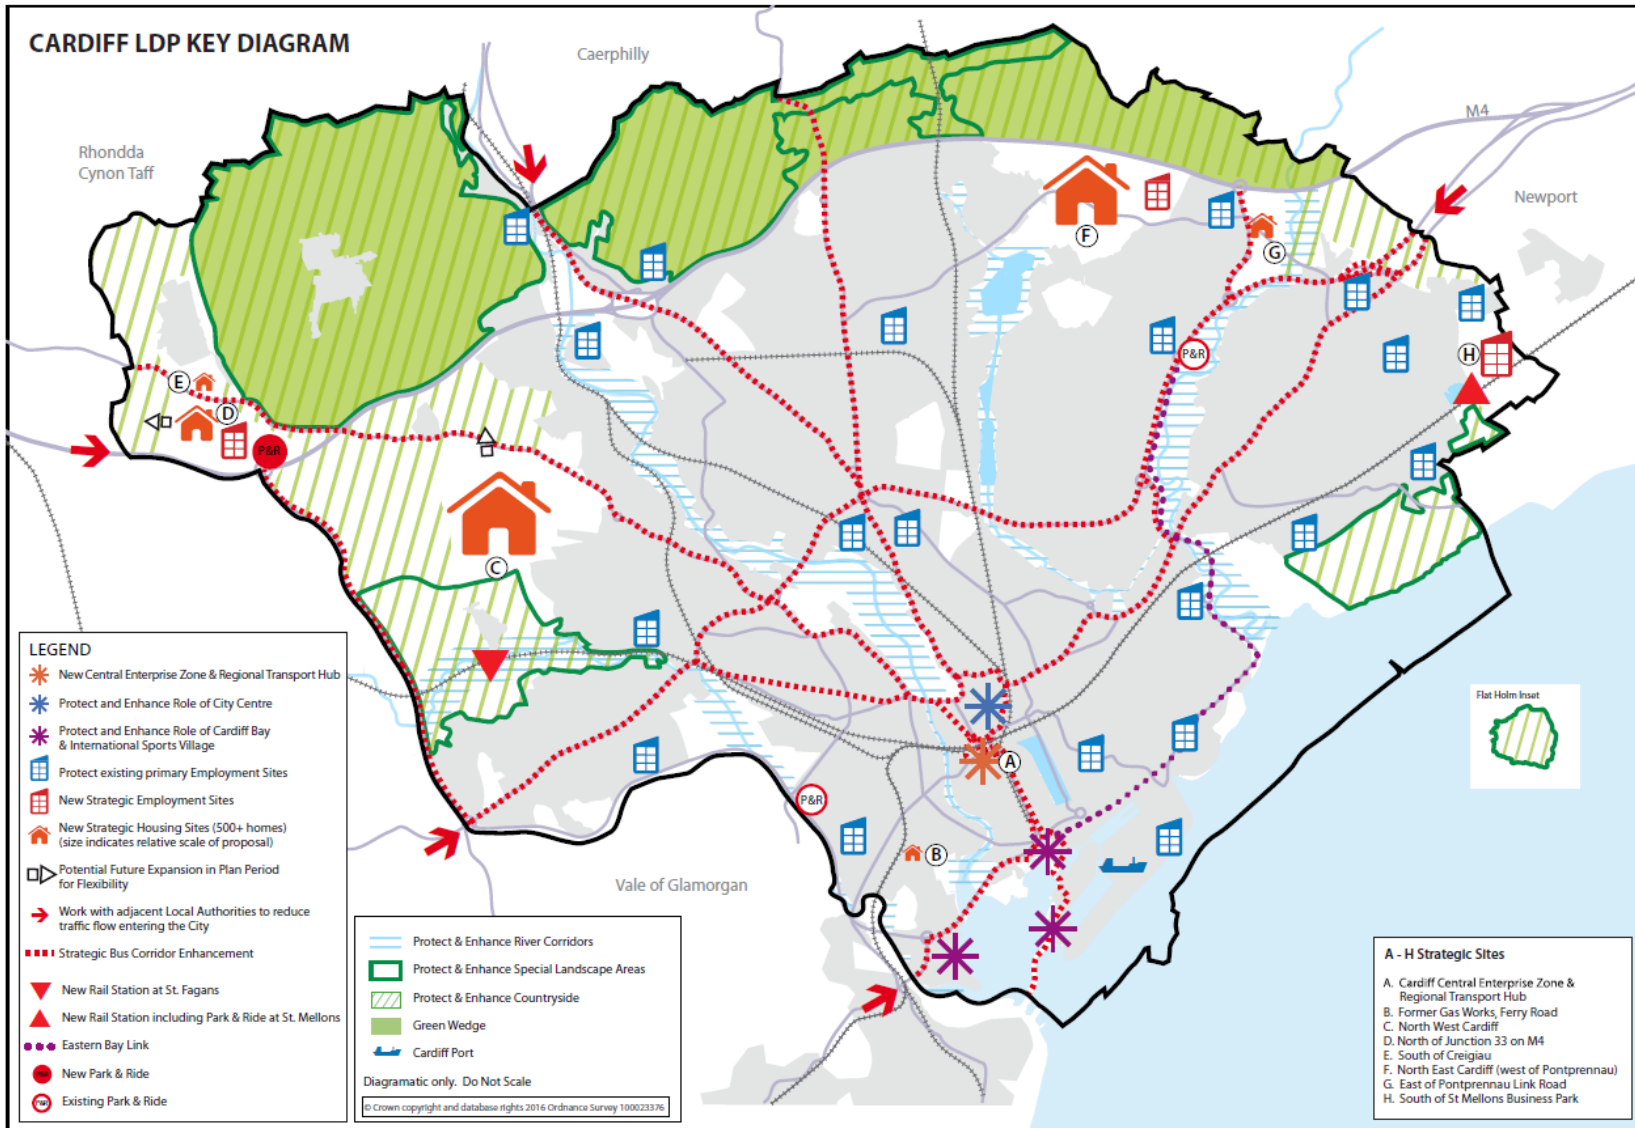 CARDIFF LDP KEY DIAGRAM
Caerphilly
Rhondda
Cynon Taff
M4
Newport
F
G
H
P&R
E
D
P&R
C
A
P&R
B
Vale of Glamorgan
Flat Holm Inset
LEGEND
New Central Enterprise Zone & Regional Transport Hub
Protect and Enhance Role of City Centre
Protect and Enhance Role of Cardiff Bay
& International Sports Village
Protect existing primary Employment Sites
New Strategic Employment Sites
New Strategic Housing Sites (500+ homes)
(size indicates relative scale of proposal)
Potential Future Expansion in Plan Period
for Flexibility
Work with adjacent Local Authorities to reduce
traffic flow entering the City
Strategic Bus Corridor Enhancement
New Rail Station at St. Fagans
New Rail Station including Park & Ride at St. Mellons
Eastern Bay Link
P&R New Park & Ride
P&R Existing Park & Ride
Protect & Enhance River Corridors
Protect & Enhance Special Landscape Areas
Protect & Enhance Countryside
Green Wedge
Cardiff Port
Diagramatic only. Do Not Scale
© Crown copyright and database rights 2016 Ordnance Survey 100023376
A - H Strategic Sites
A. Cardiff Central Enterprise Zone &
Regional Transport Hub
B. Former Gas Works, Ferry Road
C. North West Cardiff
D. North of Junction 33 on M4
E. South of Creigiau
F. North East Cardiff (west of Pontprennau)
G. East of Pontprennau Link Road
H. South of St Mellons Business Park